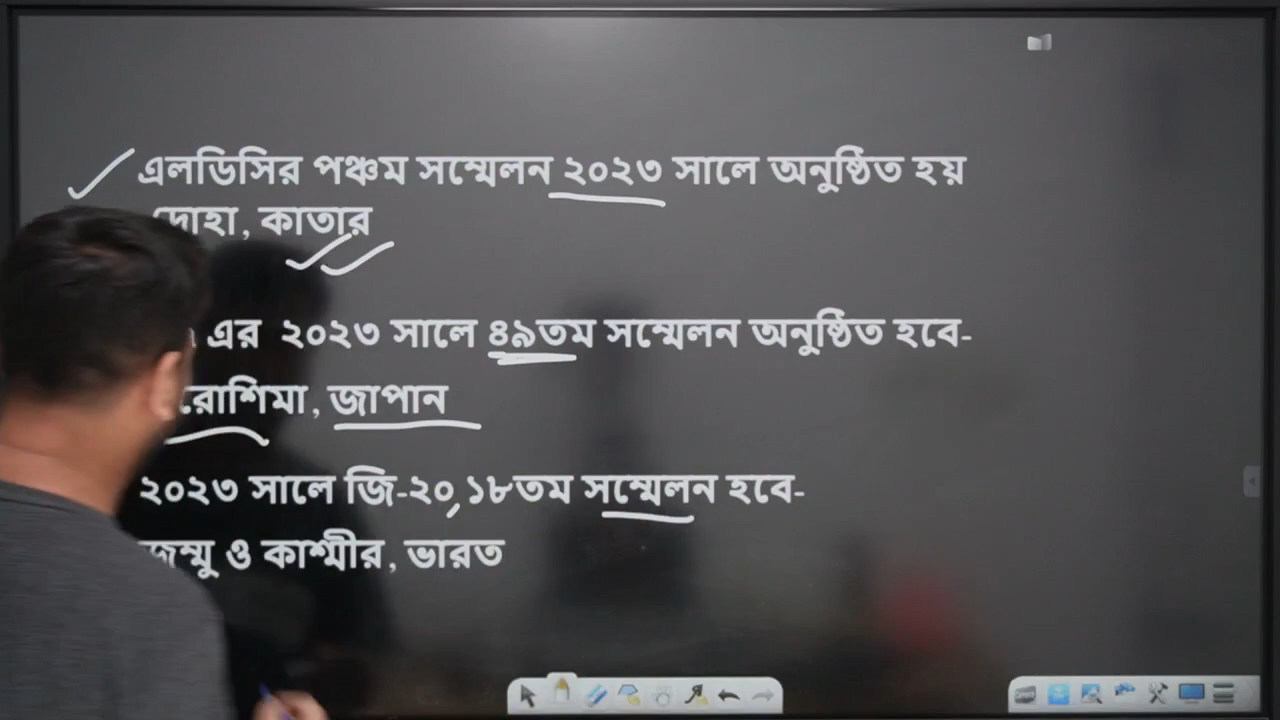 এলডিসির পঞ্চম সম্মেলন ২০২৩ সালে অনুষ্ঠিত হয়
দোহা, কাতার
এর ২০২৩ সালে ৪৯তম সম্মেলন অনুষ্ঠিত হবে-
রোশিমা, জাপান
২০২৩ সালে জি-২০,১৮তম সম্মেলন হবে-
জম্মু ও কাশ্মীর, ভারত